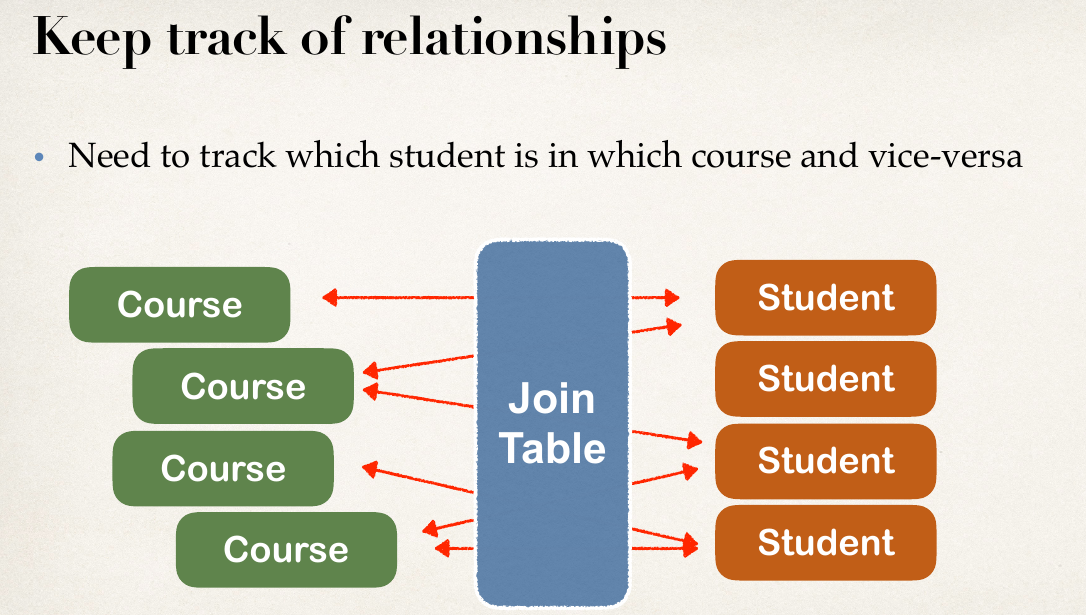 Keep track of relationships
• Need to track which student is in which course and vice-versa
Course
Course
Course
Course
Join
Table
Student
Student
Student
Student